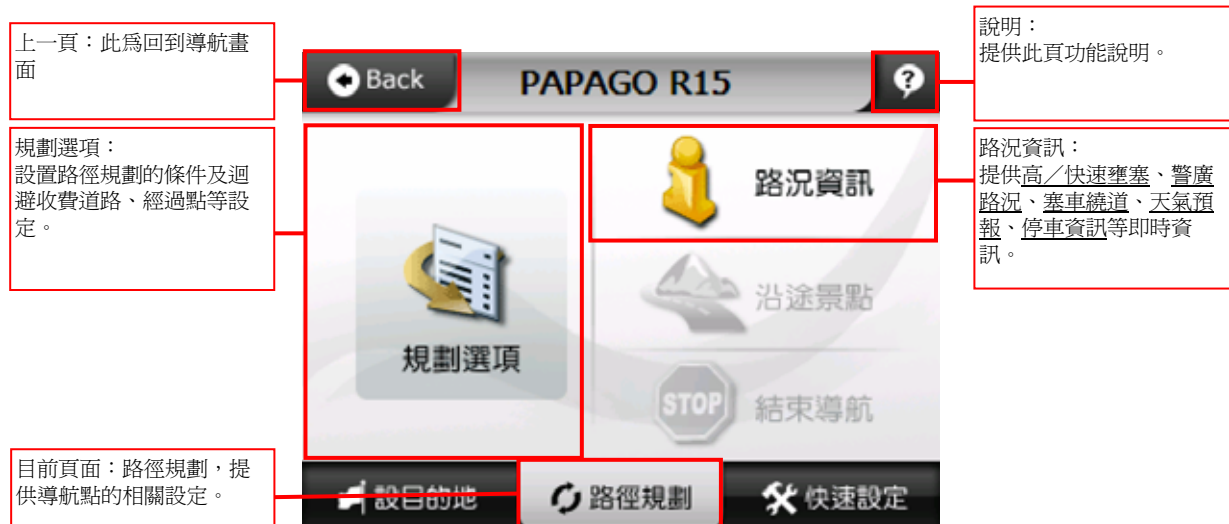 上一頁：此爲回到導航畫
面
規劃選項：
設置路徑規劃的條件及迴
避收費道路、經過點等設
定。
目前頁面：路徑規劃，提
供導航點的相關設定。
Back
PAPAGO R15
?
規劃選項
路況資訊
沿途景點
STOP
結束導航
設目的地
路徑規劃
快速設定
說明：
提供此頁功能說明。
路況資訊：
提供高／快速壅塞、警廣
路況、塞車繞道、天氣預
報、停車資訊等即時資
訊。